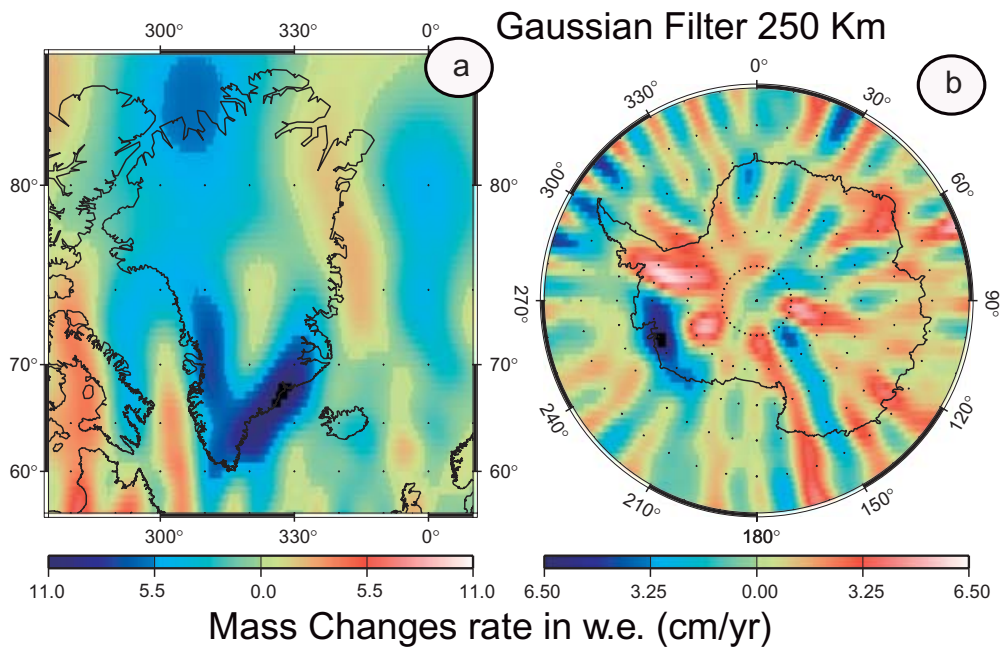 Gaussian Filter 250 Km
a
300° 330° 0°
80° 80°
70° 70°
60° 60°
300° 330° 0°
11.0 5.5 0.0 5.5 11.0
b
0°
30°
60°
90°
120°
150°
180°
210°
240°
270°
300°
330°
6.50 3.25 0.00 3.25 6.50
Mass Changes rate in w.e. (cm/yr)